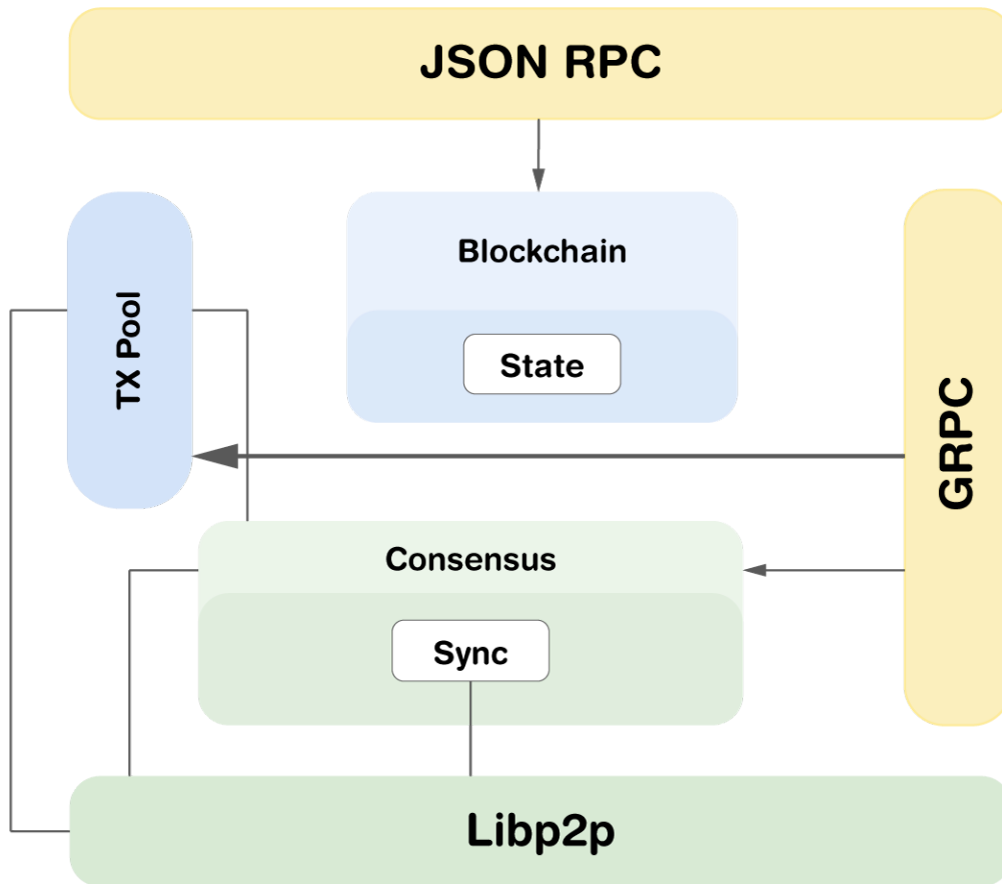 JSON RPC
Blockchain
TX Pool
State
GRPC
Consensus
Sync
Libp2p